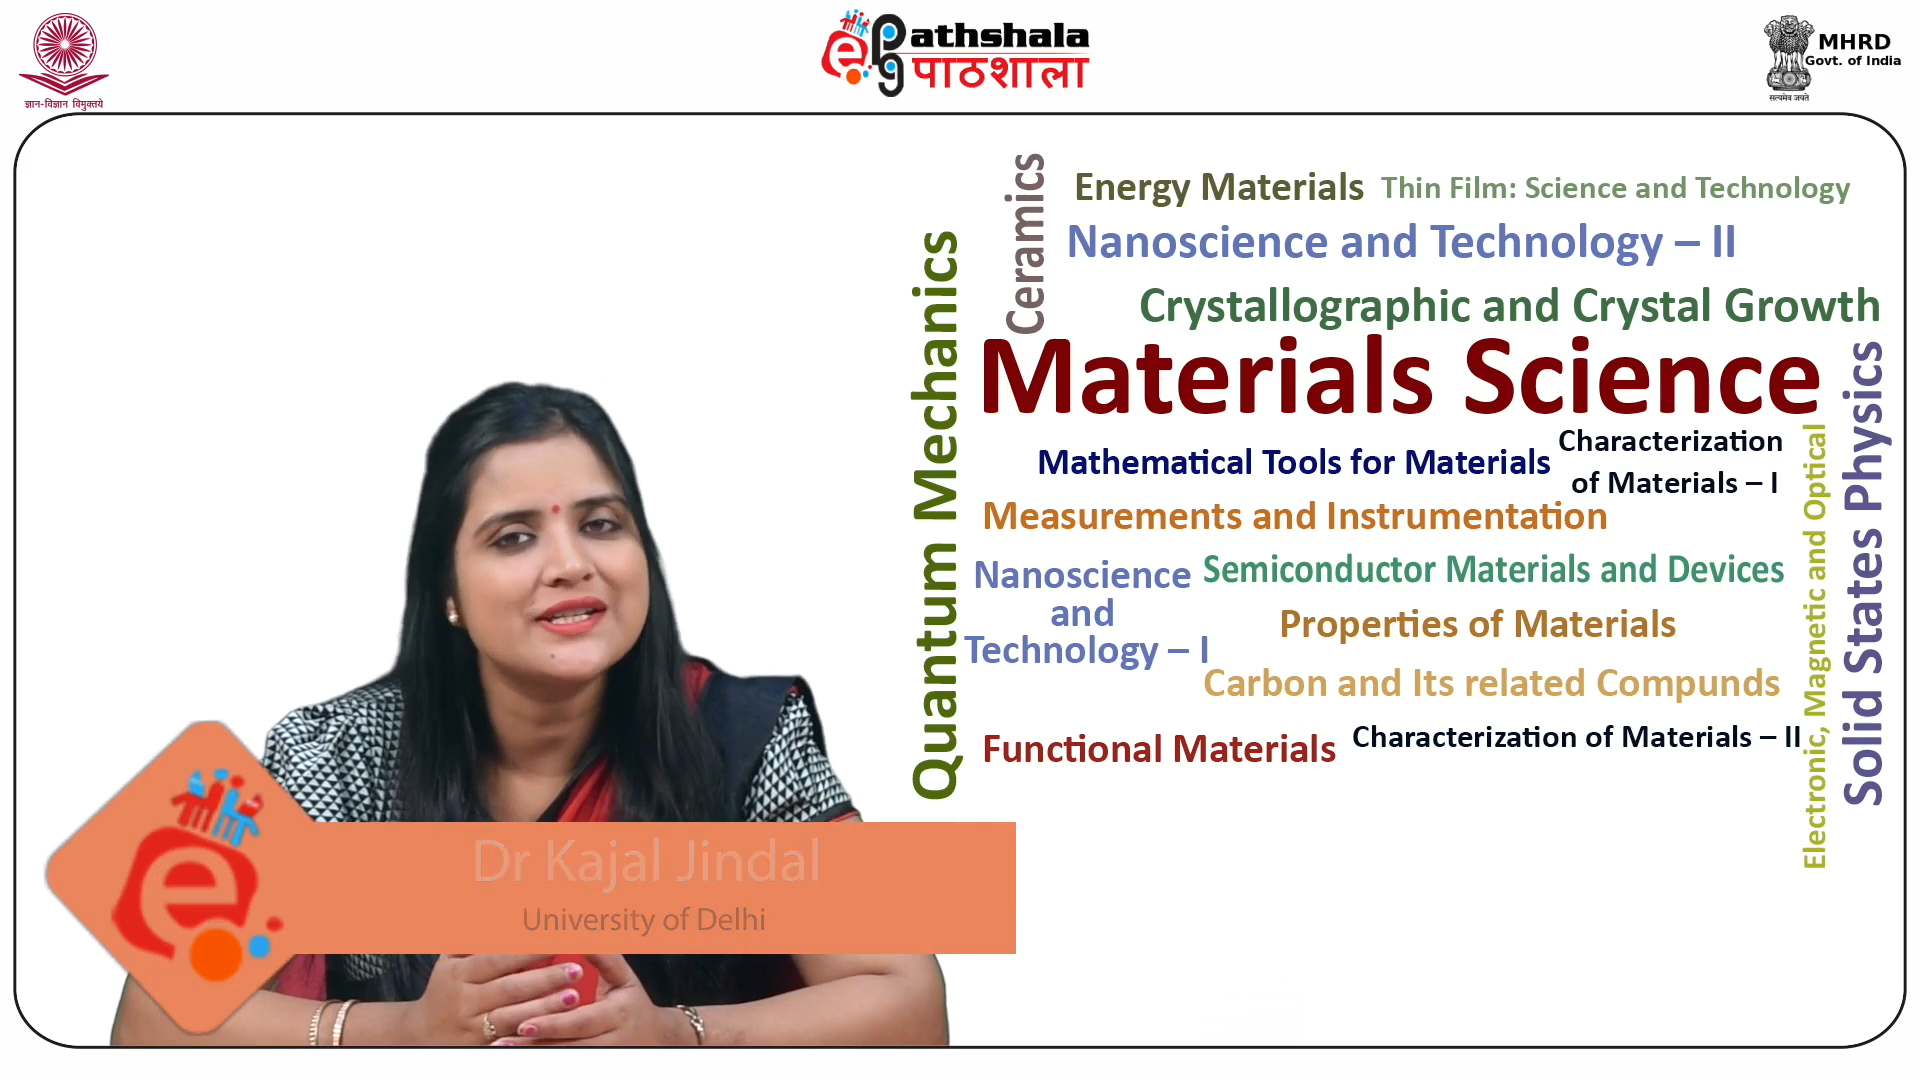 ज्ञान-विज्ञान विमुक्तये
ePathshala
पाठशाला
MHRD
Govt. of India
सत्यमेव जयते
Ceramics
Energy Materials
Thin Film: Science and Technology
Nanoscience and Technology – II
Crystallographic and Crystal Growth
Quantum Mechanics
Materials Science
Mathematical Tools for Materials
Characterization
of Materials – I
Measurements and Instrumentation
Nanoscience
and
Technology – I
Semiconductor Materials and Devices
Properties of Materials
Carbon and Its related Compunds
Functional Materials
Characterization of Materials – II
Electronic, Magnetic and Optical
Solid States Physics
Dr Kajal Jindal
University of Delhi